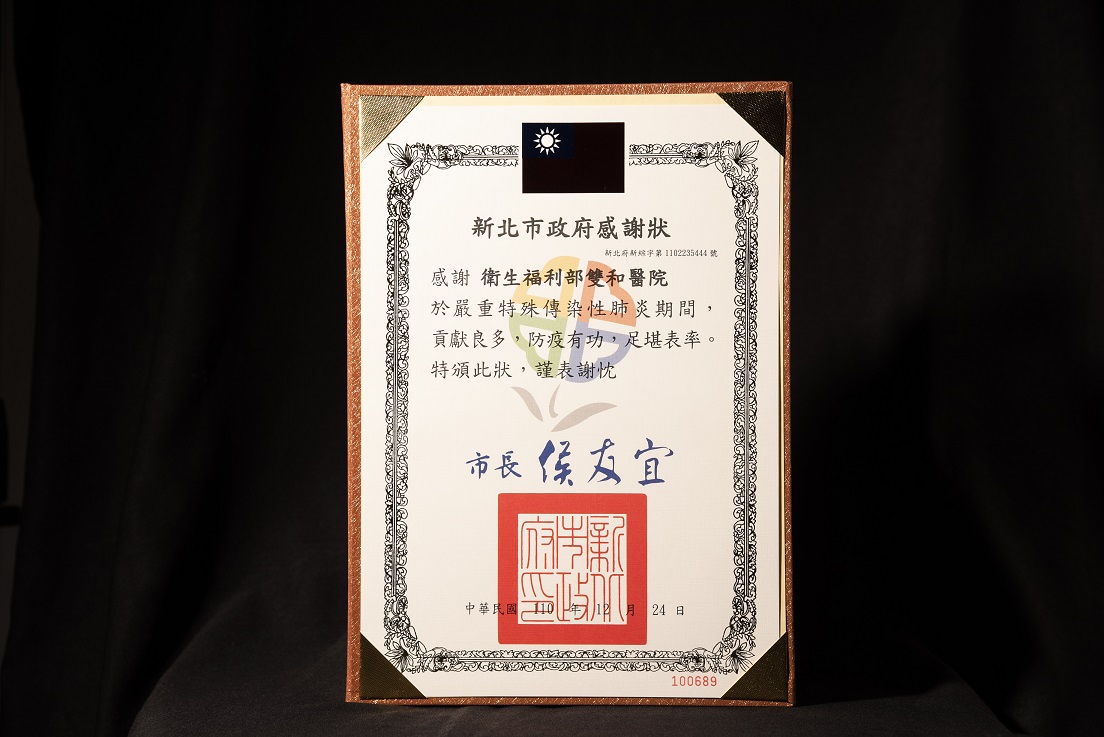 新北市政府感謝狀
新北府新綜字第1102235444號
感謝 衛生福利部雙和醫院
於嚴重特殊傳染性肺炎期間，
貢獻良多，防疫有功，足堪表率。
特頒此狀，謹表謝忱
市長 侯友宜
新北市政府印
中華民國 110 年 12 月 24 日
100689